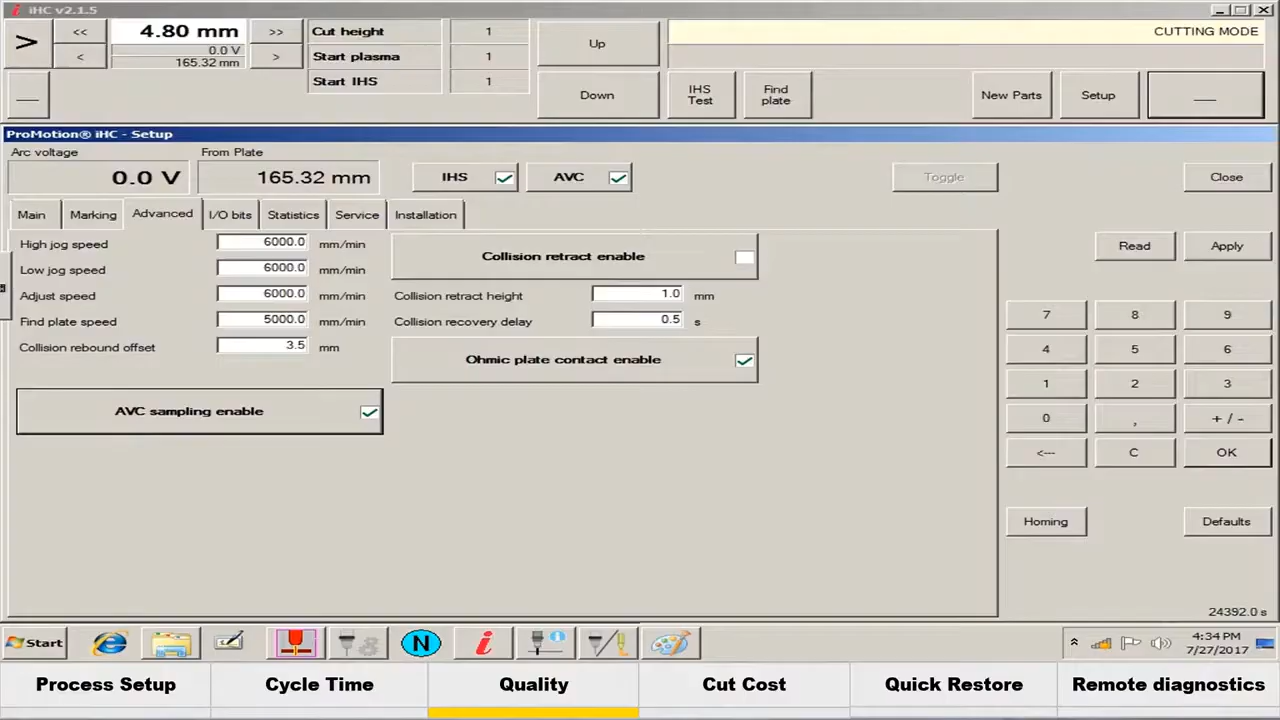 iHC v2.1.5
>
<<
4.80 mm
>>
<
0.0 V
165.32 mm
>
Cut height 1
Start plasma 1
Start IHS 1
Up
Down
IHS Test
Find plate
CUTTING MODE
New Parts
Setup
ProMotion® iHC - Setup
Arc voltage
0.0 V
From Plate
165.32 mm
IHS
AVC
Toggle
Close
Main Marking Advanced I/O bits Statistics Service Installation
High jog speed 6000.0 mm/min
Low jog speed 6000.0 mm/min
Adjust speed 6000.0 mm/min
Find plate speed 5000.0 mm/min
Collision rebound offset 3.5 mm
AVC sampling enable
Collision retract enable
Collision retract height 1.0 mm
Collision recovery delay 0.5 s
Ohmic plate contact enable
Read Apply
7 8 9
4 5 6
1 2 3
0 , + / -
<--- C OK
Homing Defaults
24392.0 s
Start
N
4:34 PM
7/27/2017
Process Setup Cycle Time Quality Cut Cost Quick Restore Remote diagnostics